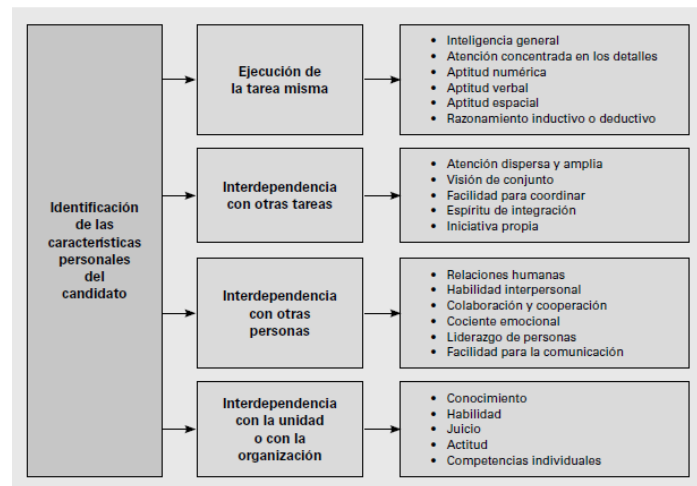 Identificación
de las
características
personales
del
candidato
Ejecución de
la tarea misma
• Inteligencia general
• Atención concentrada en los detalles
• Aptitud numérica
• Aptitud verbal
• Aptitud espacial
• Razonamiento inductivo o deductivo
Interdependencia
con otras tareas
• Atención dispersa y amplia
• Visión de conjunto
• Facilidad para coordinar
• Espíritu de integración
• Iniciativa propia
Interdependencia
con otras
personas
• Relaciones humanas
• Habilidad interpersonal
• Colaboración y cooperación
• Cociente emocional
• Liderazgo de personas
• Facilidad para la comunicación
Interdependencia
con la unidad
o con la
organización
• Conocimiento
• Habilidad
• Juicio
• Actitud
• Competencias individuales